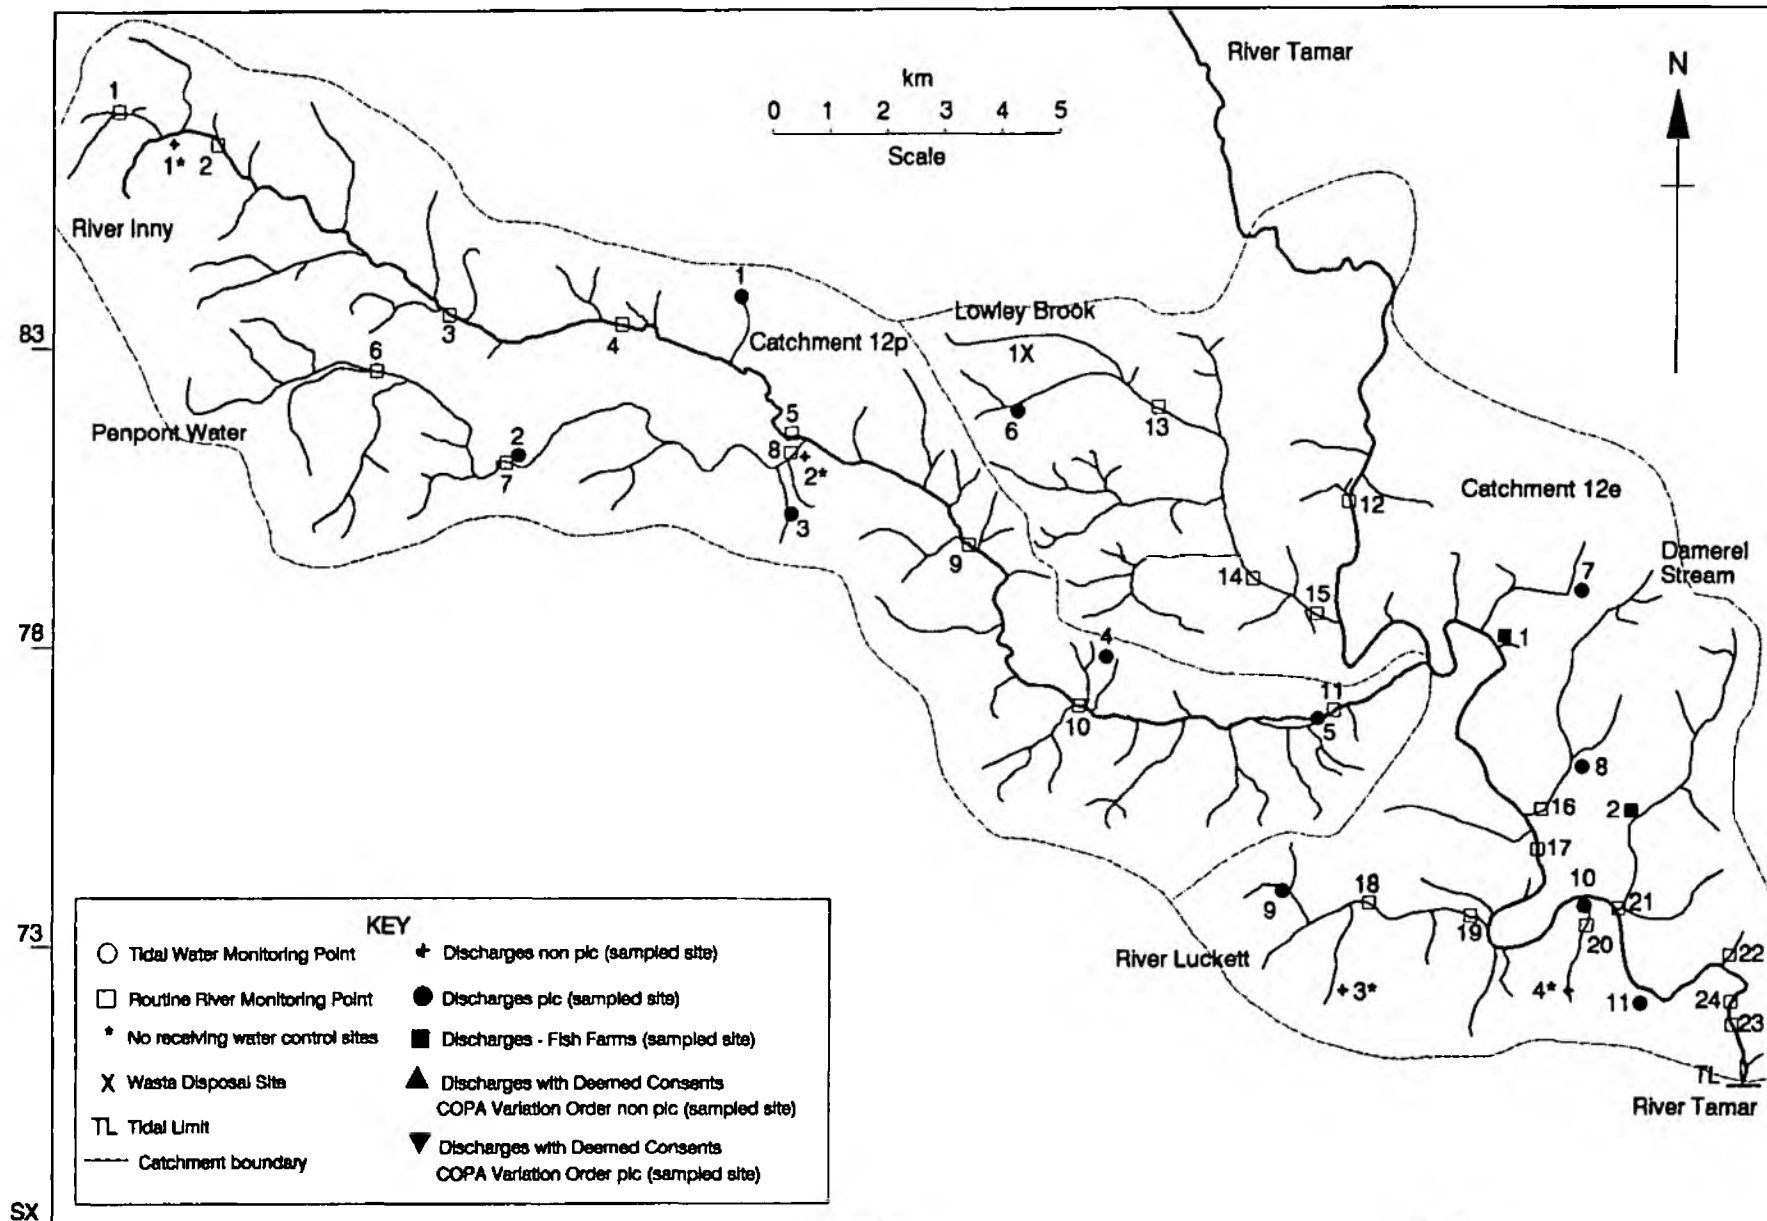 River Tamar
km
0 1 2 3 4 5
Scale
N
1
1*
2
River Inny
83
3
4
1
Catchment 12p
Lowley Brook
1X
6
6
13
Penpont Water
2
7
5
8
2*
3
9
12
Catchment 12e
7
Damerel
Stream
14
15
78
4
1
10
11
5
8
16
2
17
9
18
19
10
20
21
73
River Luckett
3*
4*
11
22
24
23
TL
River Tamar
SX
KEY
Tidal Water Monitoring Point
Routine River Monitoring Point
* No receiving water control sites
X Waste Disposal Site
TL Tidal Limit
Catchment boundary
+ Discharges non plc (sampled site)
Discharges plc (sampled site)
Discharges - Fish Farms (sampled site)
Discharges with Deemed Consents
COPA Variation Order non plc (sampled site)
Discharges with Deemed Consents
COPA Variation Order plc (sampled site)